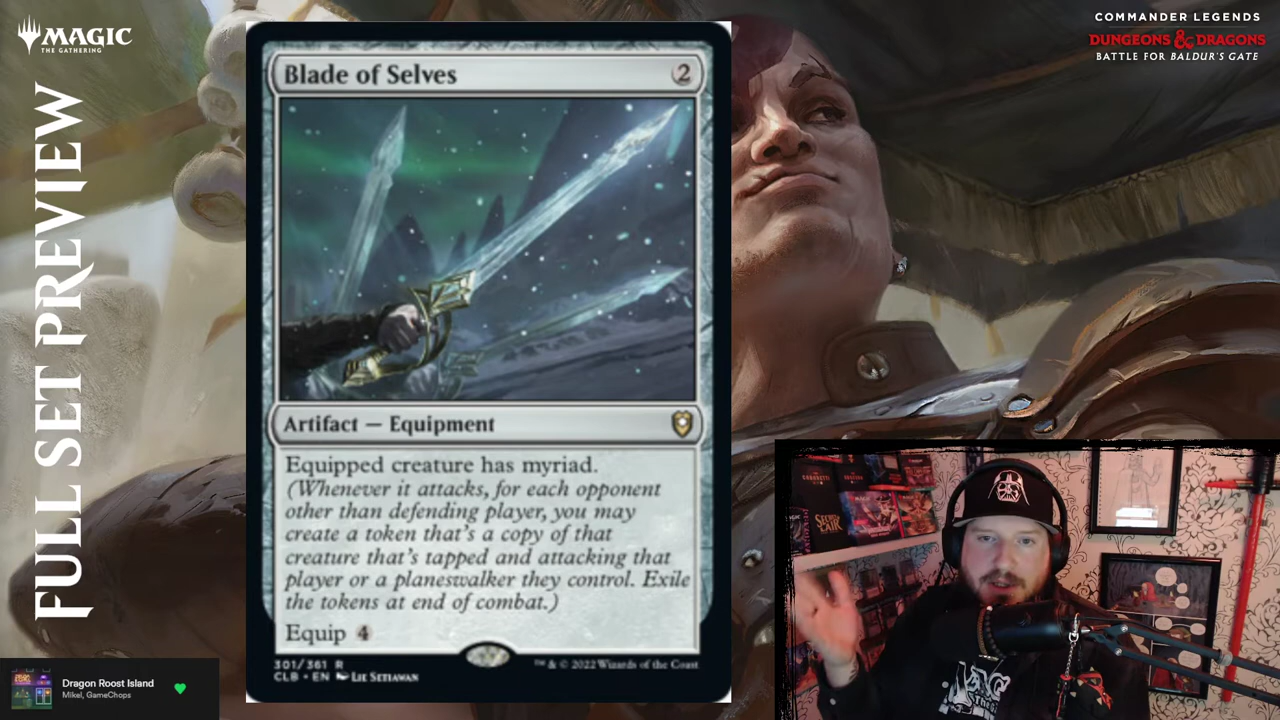 MAGIC
THE GATHERING
FULL SET PREVIEW
COMMANDER LEGENDS
DUNGEONS & DRAGONS
BATTLE FOR BALDUR'S GATE
Blade of Selves 2
Artifact — Equipment
Equipped creature has myriad.
(Whenever it attacks, for each opponent
other than defending player, you may
create a token that's a copy of that
creature that's tapped and attacking that
player or a planeswalker they control. Exile
the tokens at end of combat.)
Equip 4
301/361 R
CLB • EN LIE SETIAWAN
™ & © 2022 Wizards of the Coast
SECRET
LAIR
Dragon Roost Island
Mikel, GameChops